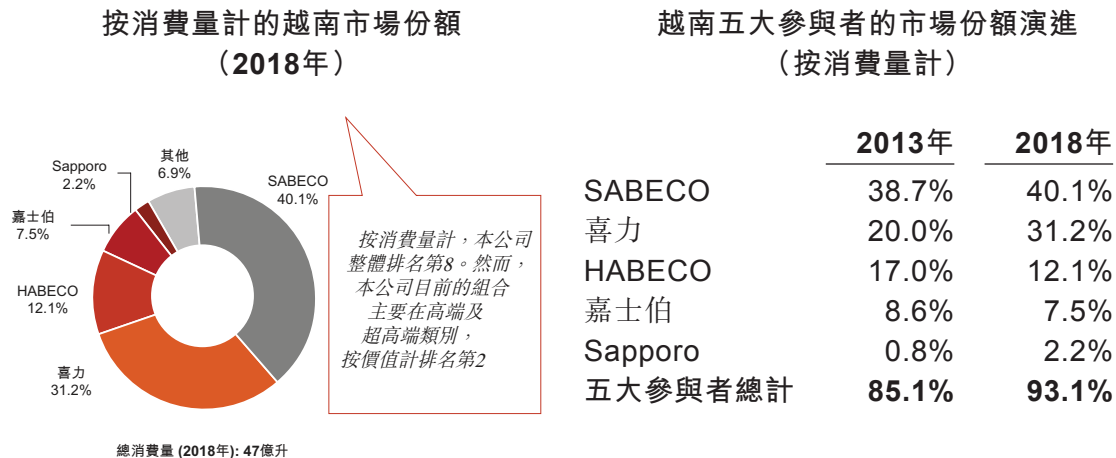 按消費量計的越南市場份額
（2018年）
其他
6.9%
Sapporo
2.2%
SABECO
40.1%
嘉士伯
7.5%
HABECO
12.1%
喜力
31.2%
按消費量計，本公司
整體排名第8。然而，
本公司目前的組合
主要在高端及
超高端類別，
按價值計排名第2
總消費量 (2018年): 47億升
越南五大參與者的市場份額演進
（按消費量計）
2013年 2018年
SABECO 38.7% 40.1%
喜力 20.0% 31.2%
HABECO 17.0% 12.1%
嘉士伯 8.6% 7.5%
Sapporo 0.8% 2.2%
五大參與者總計 85.1% 93.1%